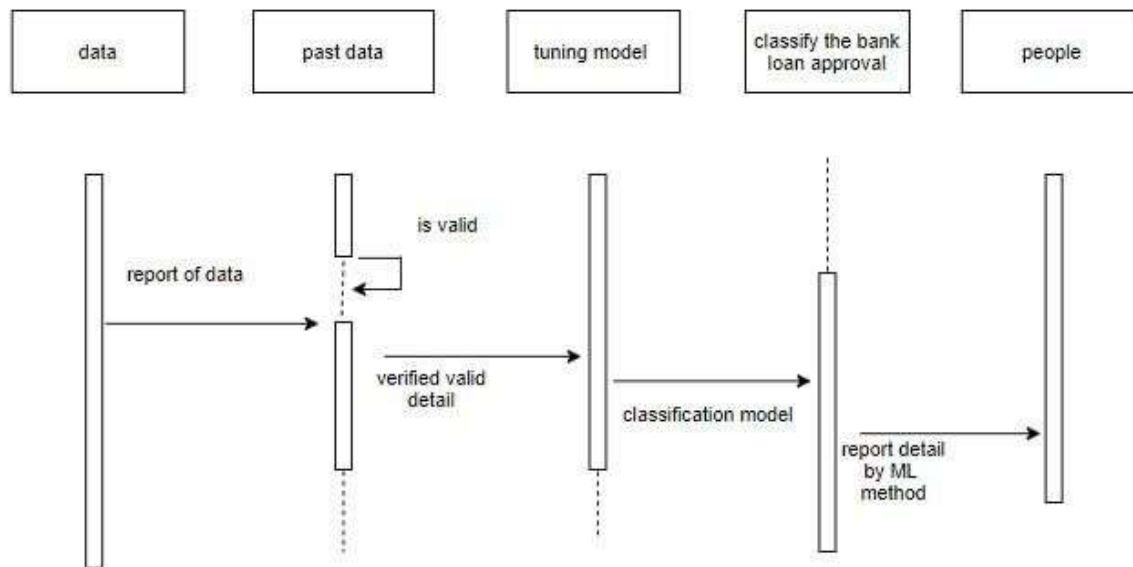 data
past data
tuning model
classify the bank
loan approval
people
is valid
report of data
verified valid
detail
classification model
report detail
by ML
method